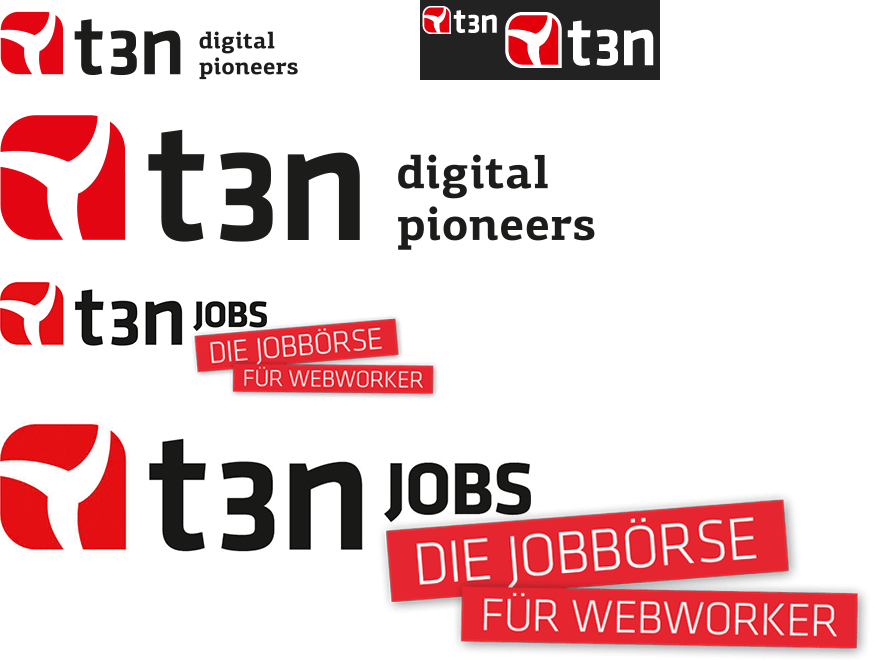 t3n digital
pioneers
t3n
t3n
t3n digital
pioneers
t3n JOBS
DIE JOBBÖRSE
FÜR WEBWORKER
t3n JOBS
DIE JOBBÖRSE
FÜR WEBWORKER